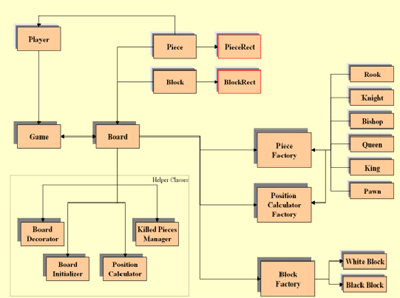 Player
Piece
PieceRect
Block
BlockRect
Rook
Knight
Bishop
Queen
King
Pawn
Game
Board
Piece
Factory
Position
Calculator
Factory
Helper Classes
Board
Decorator
Killed Pieces
Manager
Board
Initializer
Position
Calculator
Block
Factory
White Block
Black Block